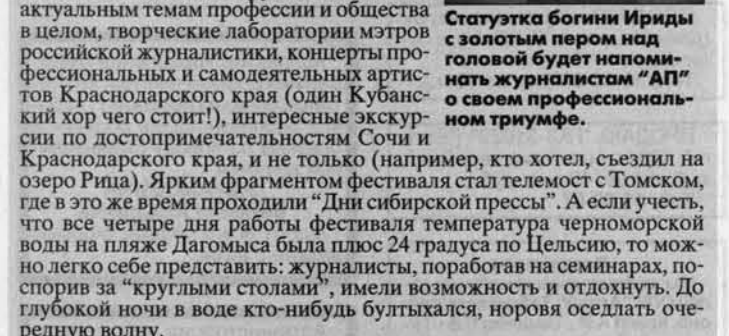 актуальным темам профессии и общества
в целом, творческие лаборатории мэтров
российской журналистики, концерты про-
фессиональных и самодеятельных артис-
тов Краснодарского края (один Кубанс-
кий хор чего стоит!), интересные экскур-
сии по достопримечательностям Сочи и
Краснодарского края, и не только (например, кто хотел, съездил на
озеро Рица). Ярким фрагментом фестиваля стал телемост с Томском,
где в это же время проходили “Дни сибирской прессы”. А если учесть,
что все четыре дня работы фестиваля температура черноморской
воды на пляже Дагомыса была плюс 24 градуса по Цельсию, то мож-
но легко себе представить: журналисты, поработав на семинарах, по-
спорив за “круглыми столами”, имели возможность и отдохнуть. До
глубокой ночи в воде кто-нибудь бултыхался, норовя оседлать оче-
редную волну.
Статуэтка богини Ириды
с золотым пером над
головой будет напоми-
нать журналистам “АП”
о своем профессиональ-
ном триумфе.